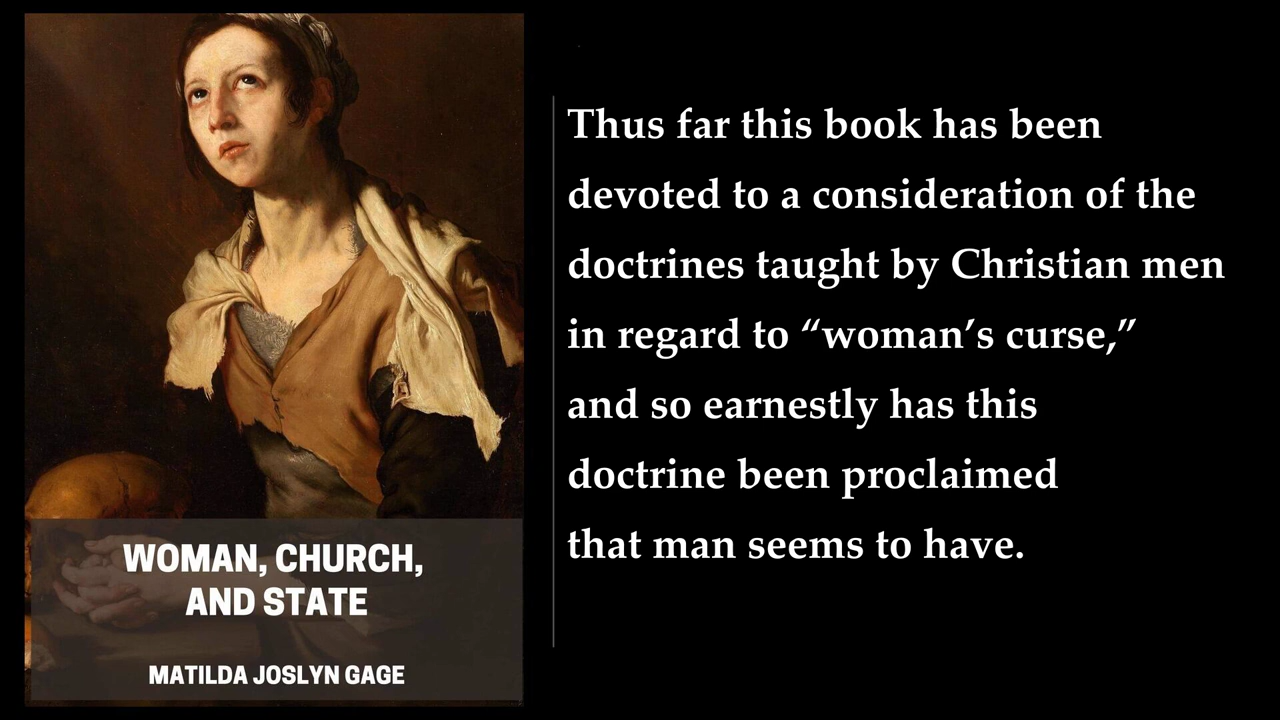 WOMAN, CHURCH,
AND STATE
MATILDA JOSLYN GAGE
Thus far this book has been
devoted to a consideration of the
doctrines taught by Christian men
in regard to “woman’s curse,”
and so earnestly has this
doctrine been proclaimed
that man seems to have.